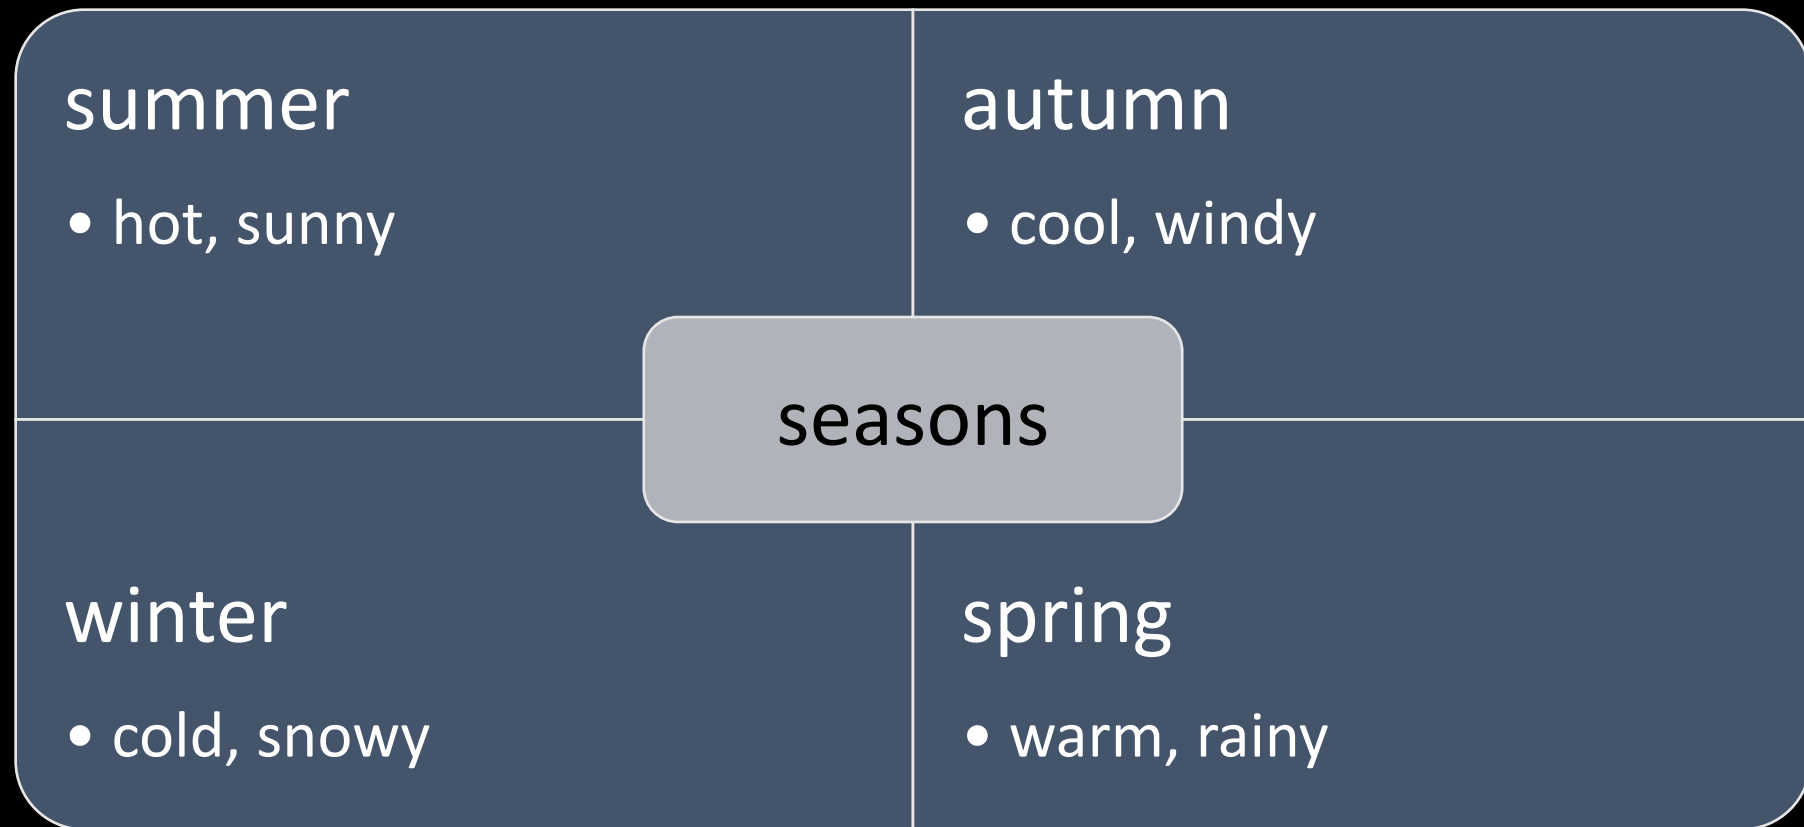 summer
• hot, sunny
autumn
• cool, windy
seasons
winter
• cold, snowy
spring
• warm, rainy